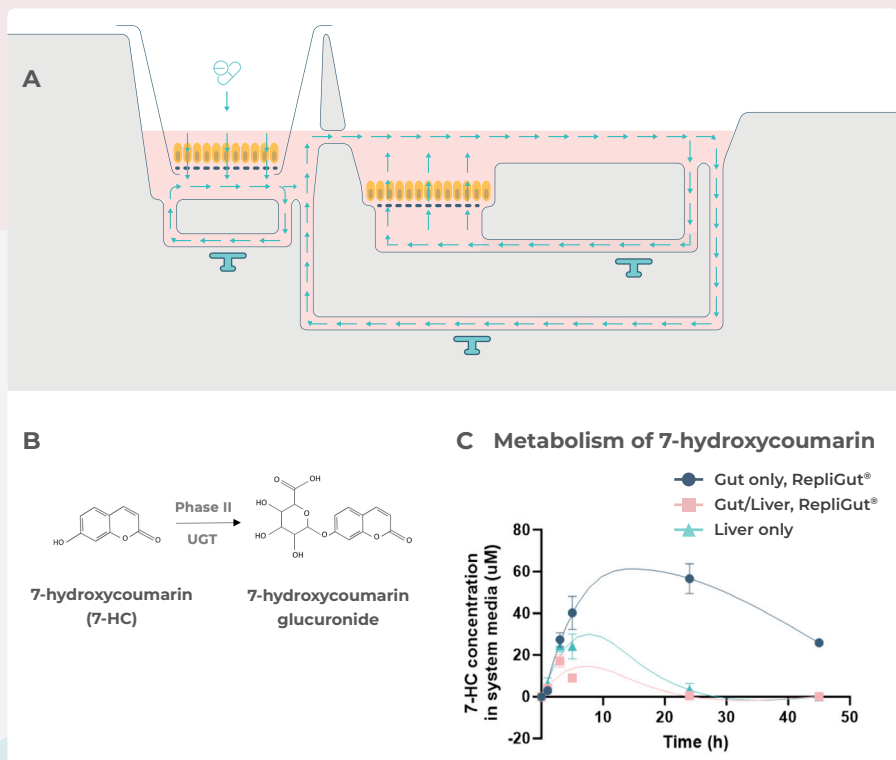 A
B
Phase II
UGT
HO
O
O
O
OH
HO
O
HO
OH
O
O
O
7-hydroxycoumarin
(7-HC)
7-hydroxycoumarin
glucuronide
C Metabolism of 7-hydroxycoumarin
Gut only, RepliGut®
Gut/Liver, RepliGut®
Liver only
7-HC concentration
in system media (uM)
80
60
40
20
0
-20
10
20
30
40
50
Time (h)